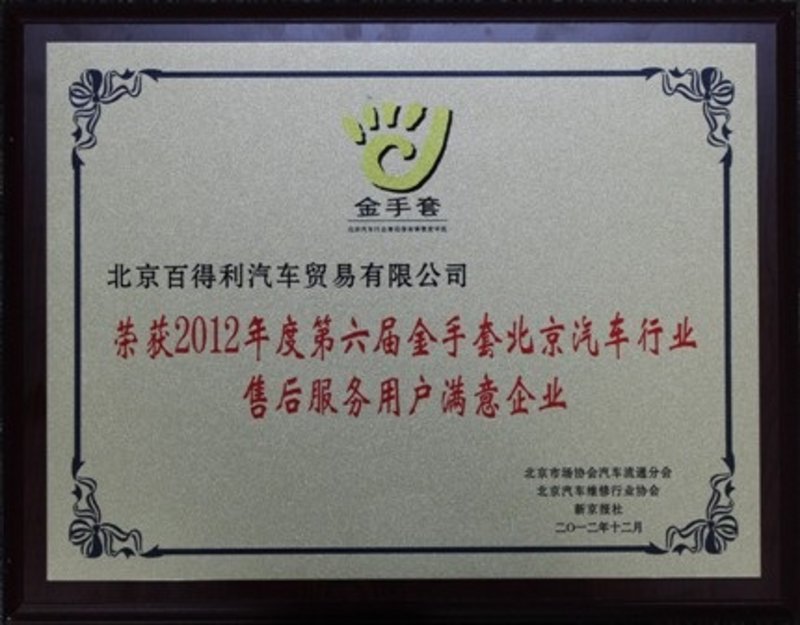 金手套
北京百得利汽车贸易有限公司
荣获2012年度第六届金手套北京汽车行业
售后服务用户满意企业
北京市场协会汽车流通分会
北京汽车维修行业协会
新京报社
二〇一二年十二月